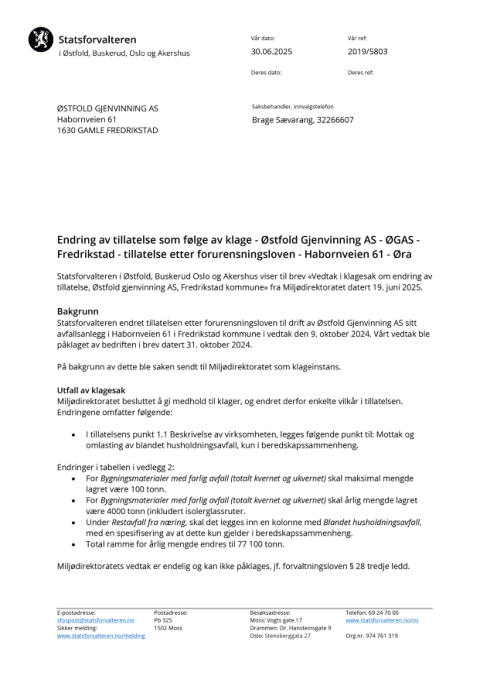 Statsforvalteren
i Østfold, Buskerud, Oslo og Akershus
Vår dato:
Vår ref:
30.06.2025
2019/5803
Deres dato:
Deres ref:
ØSTFOLD GJENVINNING AS
Habornveien 61
1630 GAMLE FREDRIKSTAD
Saksbehandler, innvalgstelefon
Brage Sævarang, 32266607
Endring av tillatelse som følge av klage - Østfold Gjenvinning AS - ØGAS -
Fredrikstad - tillatelse etter forurensningsloven - Habornveien 61 - Øra
Statsforvalteren i Østfold, Buskerud Oslo og Akershus viser til brev «Vedtak i klagesak om endring av
tillatelse, Østfold gjenvinning AS, Fredrikstad kommune» fra Miljødirektoratet datert 19. juni 2025.
Bakgrunn
Statsforvalteren endret tillatelsen etter forurensningsloven til drift av Østfold Gjenvinning AS sitt
avfallsanlegg i Habornveien 61 i Fredrikstad kommune i vedtak den 9. oktober 2024. Vårt vedtak ble
påklaget av bedriften i brev datert 31. oktober 2024.
På bakgrunn av dette ble saken sendt til Miljødirektoratet som klageinstans.
Utfall av klagesak
Miljødirektoratet besluttet å gi medhold til klager, og endret derfor enkelte vilkår i tillatelsen.
Endringene omfatter følgende:
• I tillatelsens punkt 1.1 Beskrivelse av virksomheten, legges følgende punkt til: Mottak og
omlasting av blandet husholdningsavfall, kun i beredskapssammenheng.
Endringer i tabellen i vedlegg 2:
• For Bygningsmaterialer med farlig avfall (totalt kvernet og ukvernet) skal maksimal mengde
lagret være 100 tonn.
• For Bygningsmaterialer med farlig avfall (totalt kvernet og ukvernet) skal årlig mengde lagret
være 4000 tonn (inkludert isolerglassruter.
• Under Restavfall fra næring, skal det legges inn en kolonne med Blandet husholdningsavfall,
med en spesifisering av at dette kun gjelder i beredskapssammenheng.
• Total ramme for årlig mengde endres til 77 100 tonn.
Miljødirektoratets vedtak er endelig og kan ikke påklages, jf. forvaltningsloven § 28 tredje ledd.
E-postadresse:
sfospost@statsforvalteren.no
Sikker melding:
www.statsforvalteren.no/melding
Postadresse:
Pb 325
1502 Moss
Besøksadresse:
Moss: Vogts gate 17
Drammen: Dr. Hansteinsgate 9
Oslo: Stensberggata 27
Telefon: 69 24 70 00
www.statsforvalteren.no/os
Org.nr. 974 761 319